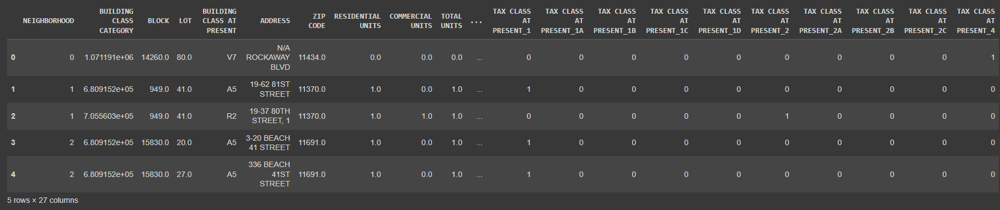 NEIGHBORHOOD BUILDING CLASS CATEGORY BLOCK LOT BUILDING CLASS AT PRESENT ADDRESS ZIP CODE RESIDENTIAL UNITS COMMERCIAL UNITS TOTAL UNITS ... TAX CLASS AT PRESENT_1 TAX CLASS AT PRESENT_1A TAX CLASS AT PRESENT_1B TAX CLASS AT PRESENT_1C TAX CLASS AT PRESENT_1D TAX CLASS AT PRESENT_2 TAX CLASS AT PRESENT_2A TAX CLASS AT PRESENT_2B TAX CLASS AT PRESENT_2C TAX CLASS AT PRESENT_4
0 0 1.071191e+06 14260.0 80.0 V7 N/A ROCKAWAY BLVD 11434.0 0.0 0.0 0.0 ... 0 0 0 0 0 0 0 0 0 1
1 1 6.809152e+05 949.0 41.0 A5 19-62 81ST STREET 11370.0 1.0 0.0 1.0 ... 1 0 0 0 0 0 0 0 0 0
2 1 7.055603e+05 949.0 41.0 R2 19-37 80TH STREET, 1 11370.0 1.0 1.0 1.0 ... 0 0 0 0 0 1 0 0 0 0
3 2 6.809152e+05 15830.0 20.0 A5 3-20 BEACH 41 STREET 11691.0 1.0 0.0 1.0 ... 1 0 0 0 0 0 0 0 0 0
4 2 6.809152e+05 15830.0 27.0 A5 336 BEACH 41ST STREET 11691.0 1.0 0.0 1.0 ... 1 0 0 0 0 0 0 0 0 0
5 rows × 27 columns